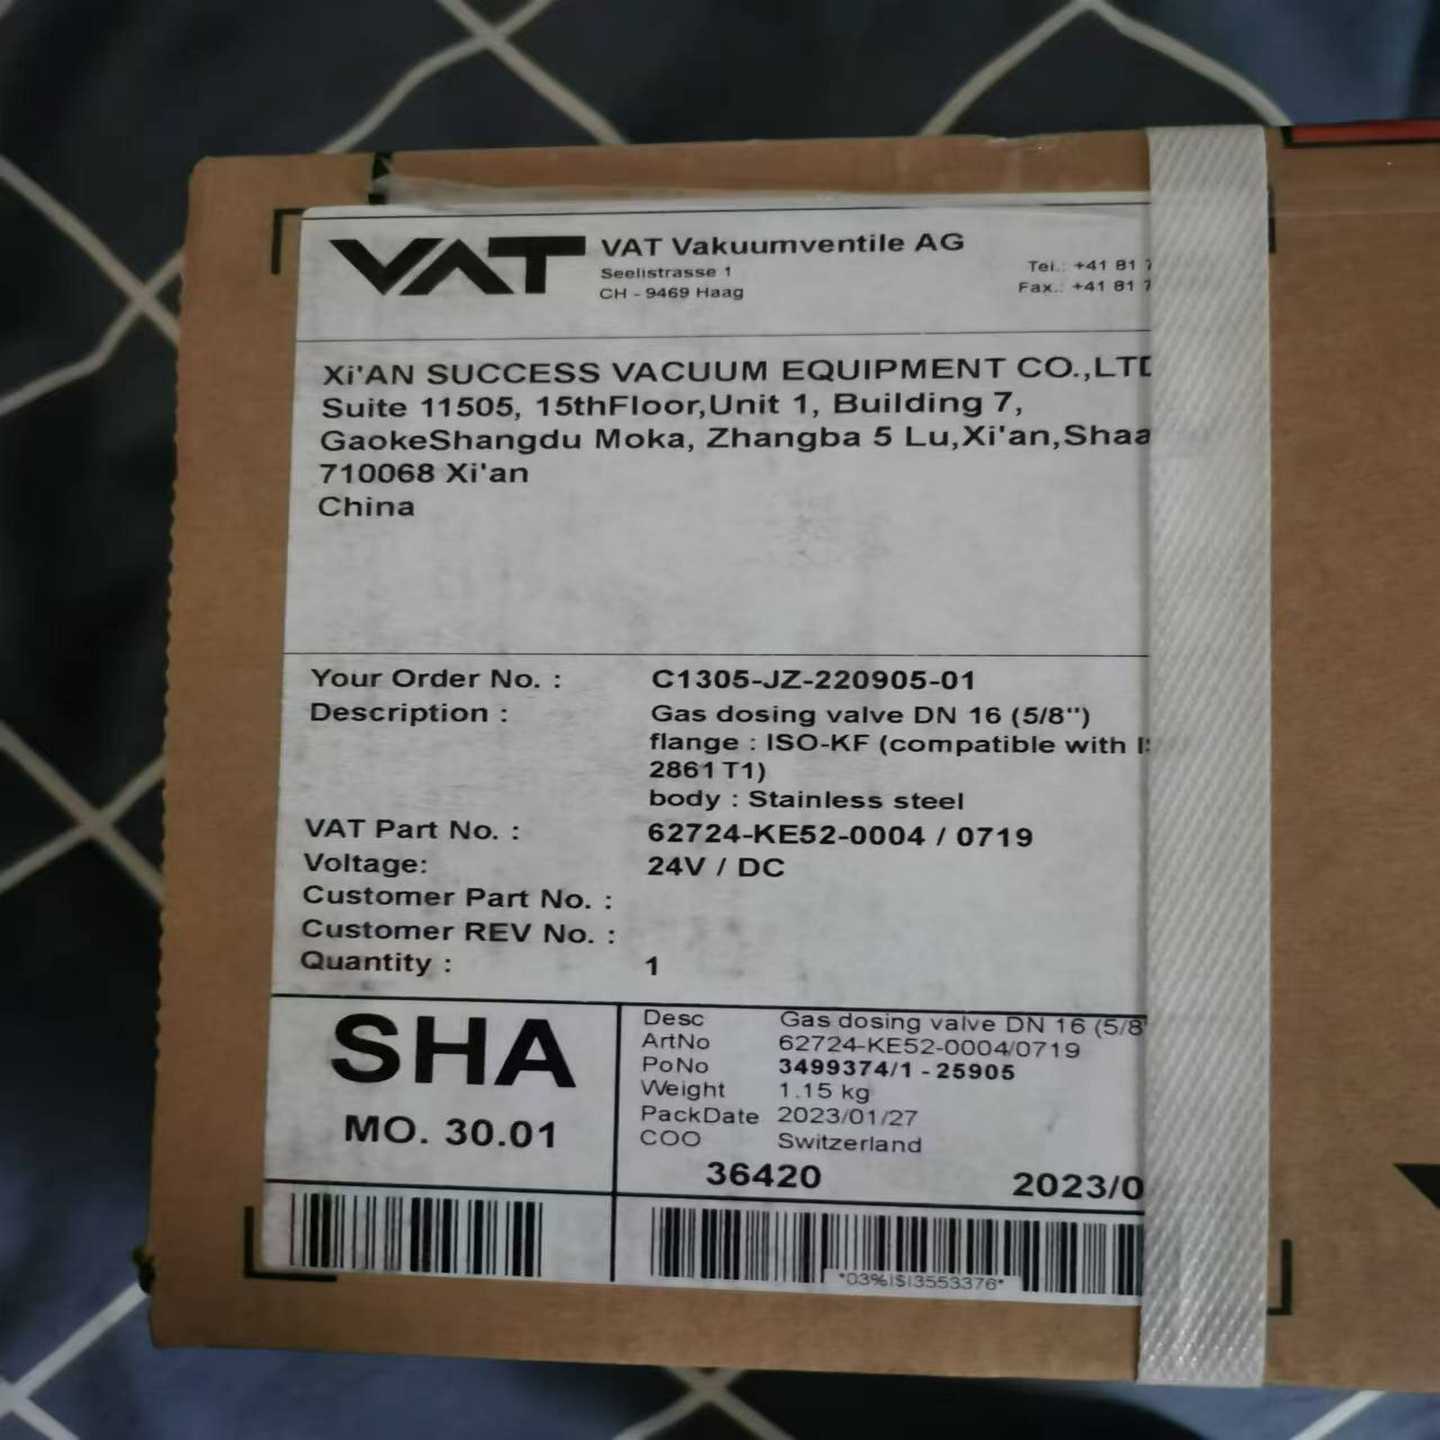 VAT
VAT Vakuumventile AG
Seelistrasse 1
CH - 9469 Haag
Tel.: +41 81 7
Fax.: +41 81 7
Xi'AN SUCCESS VACUUM EQUIPMENT CO.,LTD
Suite 11505, 15thFloor,Unit 1, Building 7,
GaokeShangdu Moka, Zhangba 5 Lu,Xi'an,Shaa
710068 Xi'an
China
Your Order No. : C1305-JZ-220905-01
Description : Gas dosing valve DN 16 (5/8")
flange : ISO-KF (compatible with
2861 T1)
body : Stainless steel
VAT Part No. : 62724-KE52-0004 / 0719
Voltage: 24V / DC
Customer Part No. :
Customer REV No. :
Quantity : 1
SHA
MO. 30.01
Desc Gas dosing valve DN 16 (5/8"
ArtNo 62724-KE52-0004/0719
PoNo 3499374/1 - 25905
Weight 1.15 kg
PackDate 2023/01/27
COO Switzerland
36420 2023/0
*03%ISI3553376*